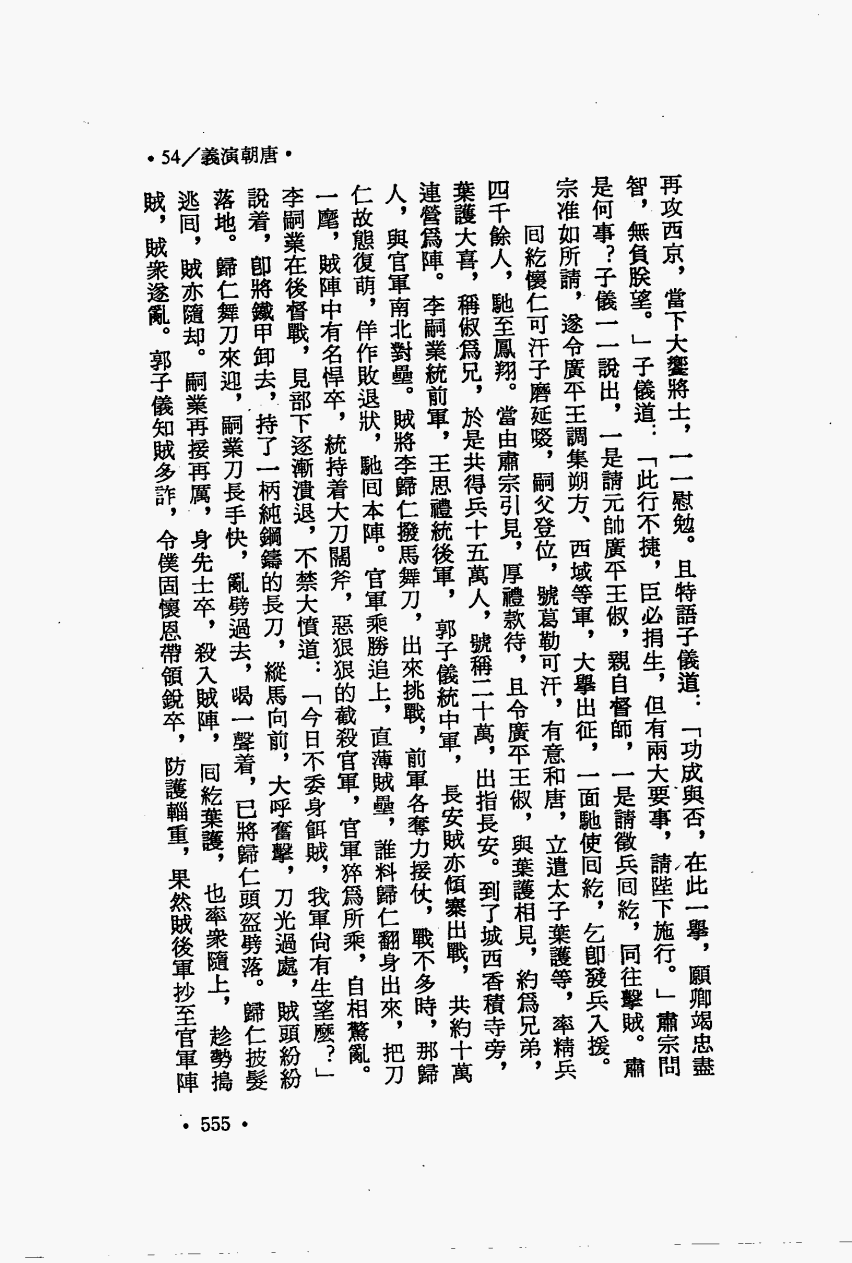 •唐朝演義／54•
再攻西京，當下大饗將士，一一慰勉。且特語子儀道：「功成與否，在此一擧，願卿竭忠盡
智，無負朕望。」子儀道：「此行不捷，臣必捐生，但有兩大要事，請陛下施行。」肅宗問
是何事？子儀一一說出，一是請元帥廣平王俶，親自督師，一是請徵兵囘紇，同往擊賊。肅
宗准如所請，遂令廣平王調集朔方、西域等軍，大擧出征，一面馳使囘紇，乞卽發兵入援。
囘紇懷仁可汗子磨延啜，嗣父登位，號葛勒可汗，有意和唐，立遣太子葉護等，率精兵
四千餘人，馳至鳳翔。當由肅宗引見，厚禮款待，且令廣平王俶，與葉護相見，約爲兄弟，
葉護大喜，稱俶爲兄，於是共得兵十五萬人，號稱二十萬，出指長安。到了城西香積寺旁，
連營爲陣。李嗣業統前軍，王思禮統後軍，郭子儀統中軍，長安賊亦傾寨出戰，共約十萬
人，與官軍南北對壘。賊將李歸仁撥馬舞刀，出來挑戰，前軍各奪力接仗，戰不多時，那歸
仁故態復萌，佯作敗退狀，馳囘本陣。官軍乘勝追上，直薄賊壘，誰料歸仁翻身出來，把刀
一麾，賊陣中有名悍卒，統持着大刀闊斧，惡狠狠的截殺官軍，官軍猝爲所乘，自相驚亂。
李嗣業在後督戰，見部下逐漸潰退，不禁大憤道：「今日不委身餌賊，我軍尙有生望麽？」
說着，卽將鐵甲卸去，持了一柄純鋼鑄的長刀，縱馬向前，大呼奮擊，刀光過處，賊頭紛紛
落地。歸仁舞刀來迎，嗣業刀長手快，亂劈過去，喝一聲着，已將歸仁頭盔劈落。歸仁披髮
逃囘，賊亦隨却。嗣業再接再厲，身先士卒，殺入賊陣，囘紇葉護，也率衆隨上，趁勢搗
賊，賊衆遂亂。郭子儀知賊多詐，令僕固懷恩帶領銳卒，防護輜重，果然賊後軍抄至官軍陣
•555•